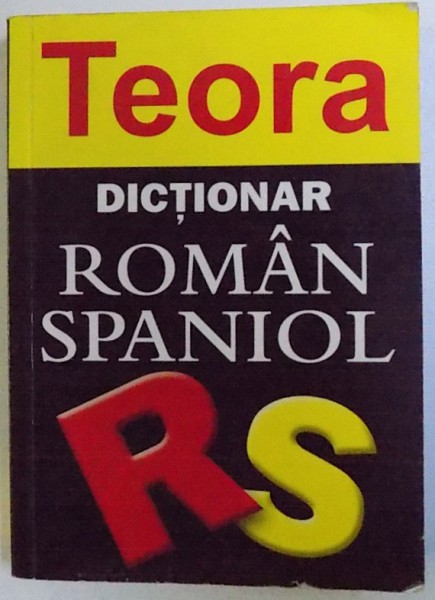 Teora
DICȚIONAR
ROMÂN
SPANIOL
RS